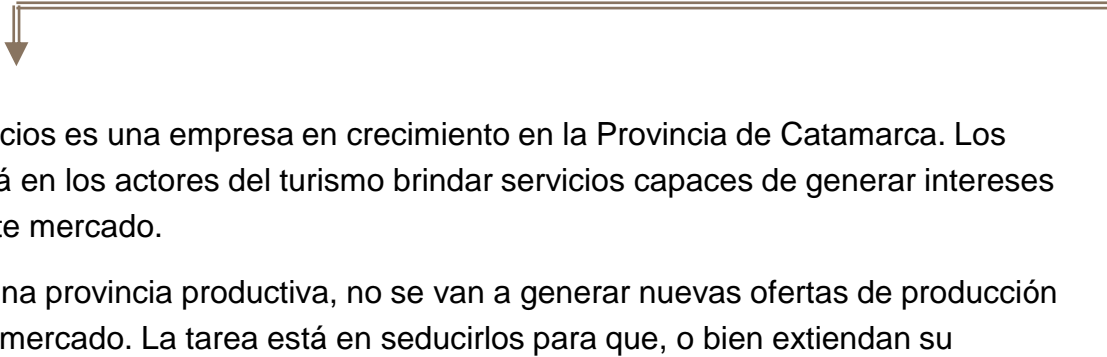 cios es una empresa en crecimiento en la Provincia de Catamarca. Los
á en los actores del turismo brindar servicios capaces de generar intereses
te mercado.
na provincia productiva, no se van a generar nuevas ofertas de producción
mercado. La tarea está en seducirlos para que, o bien extiendan su